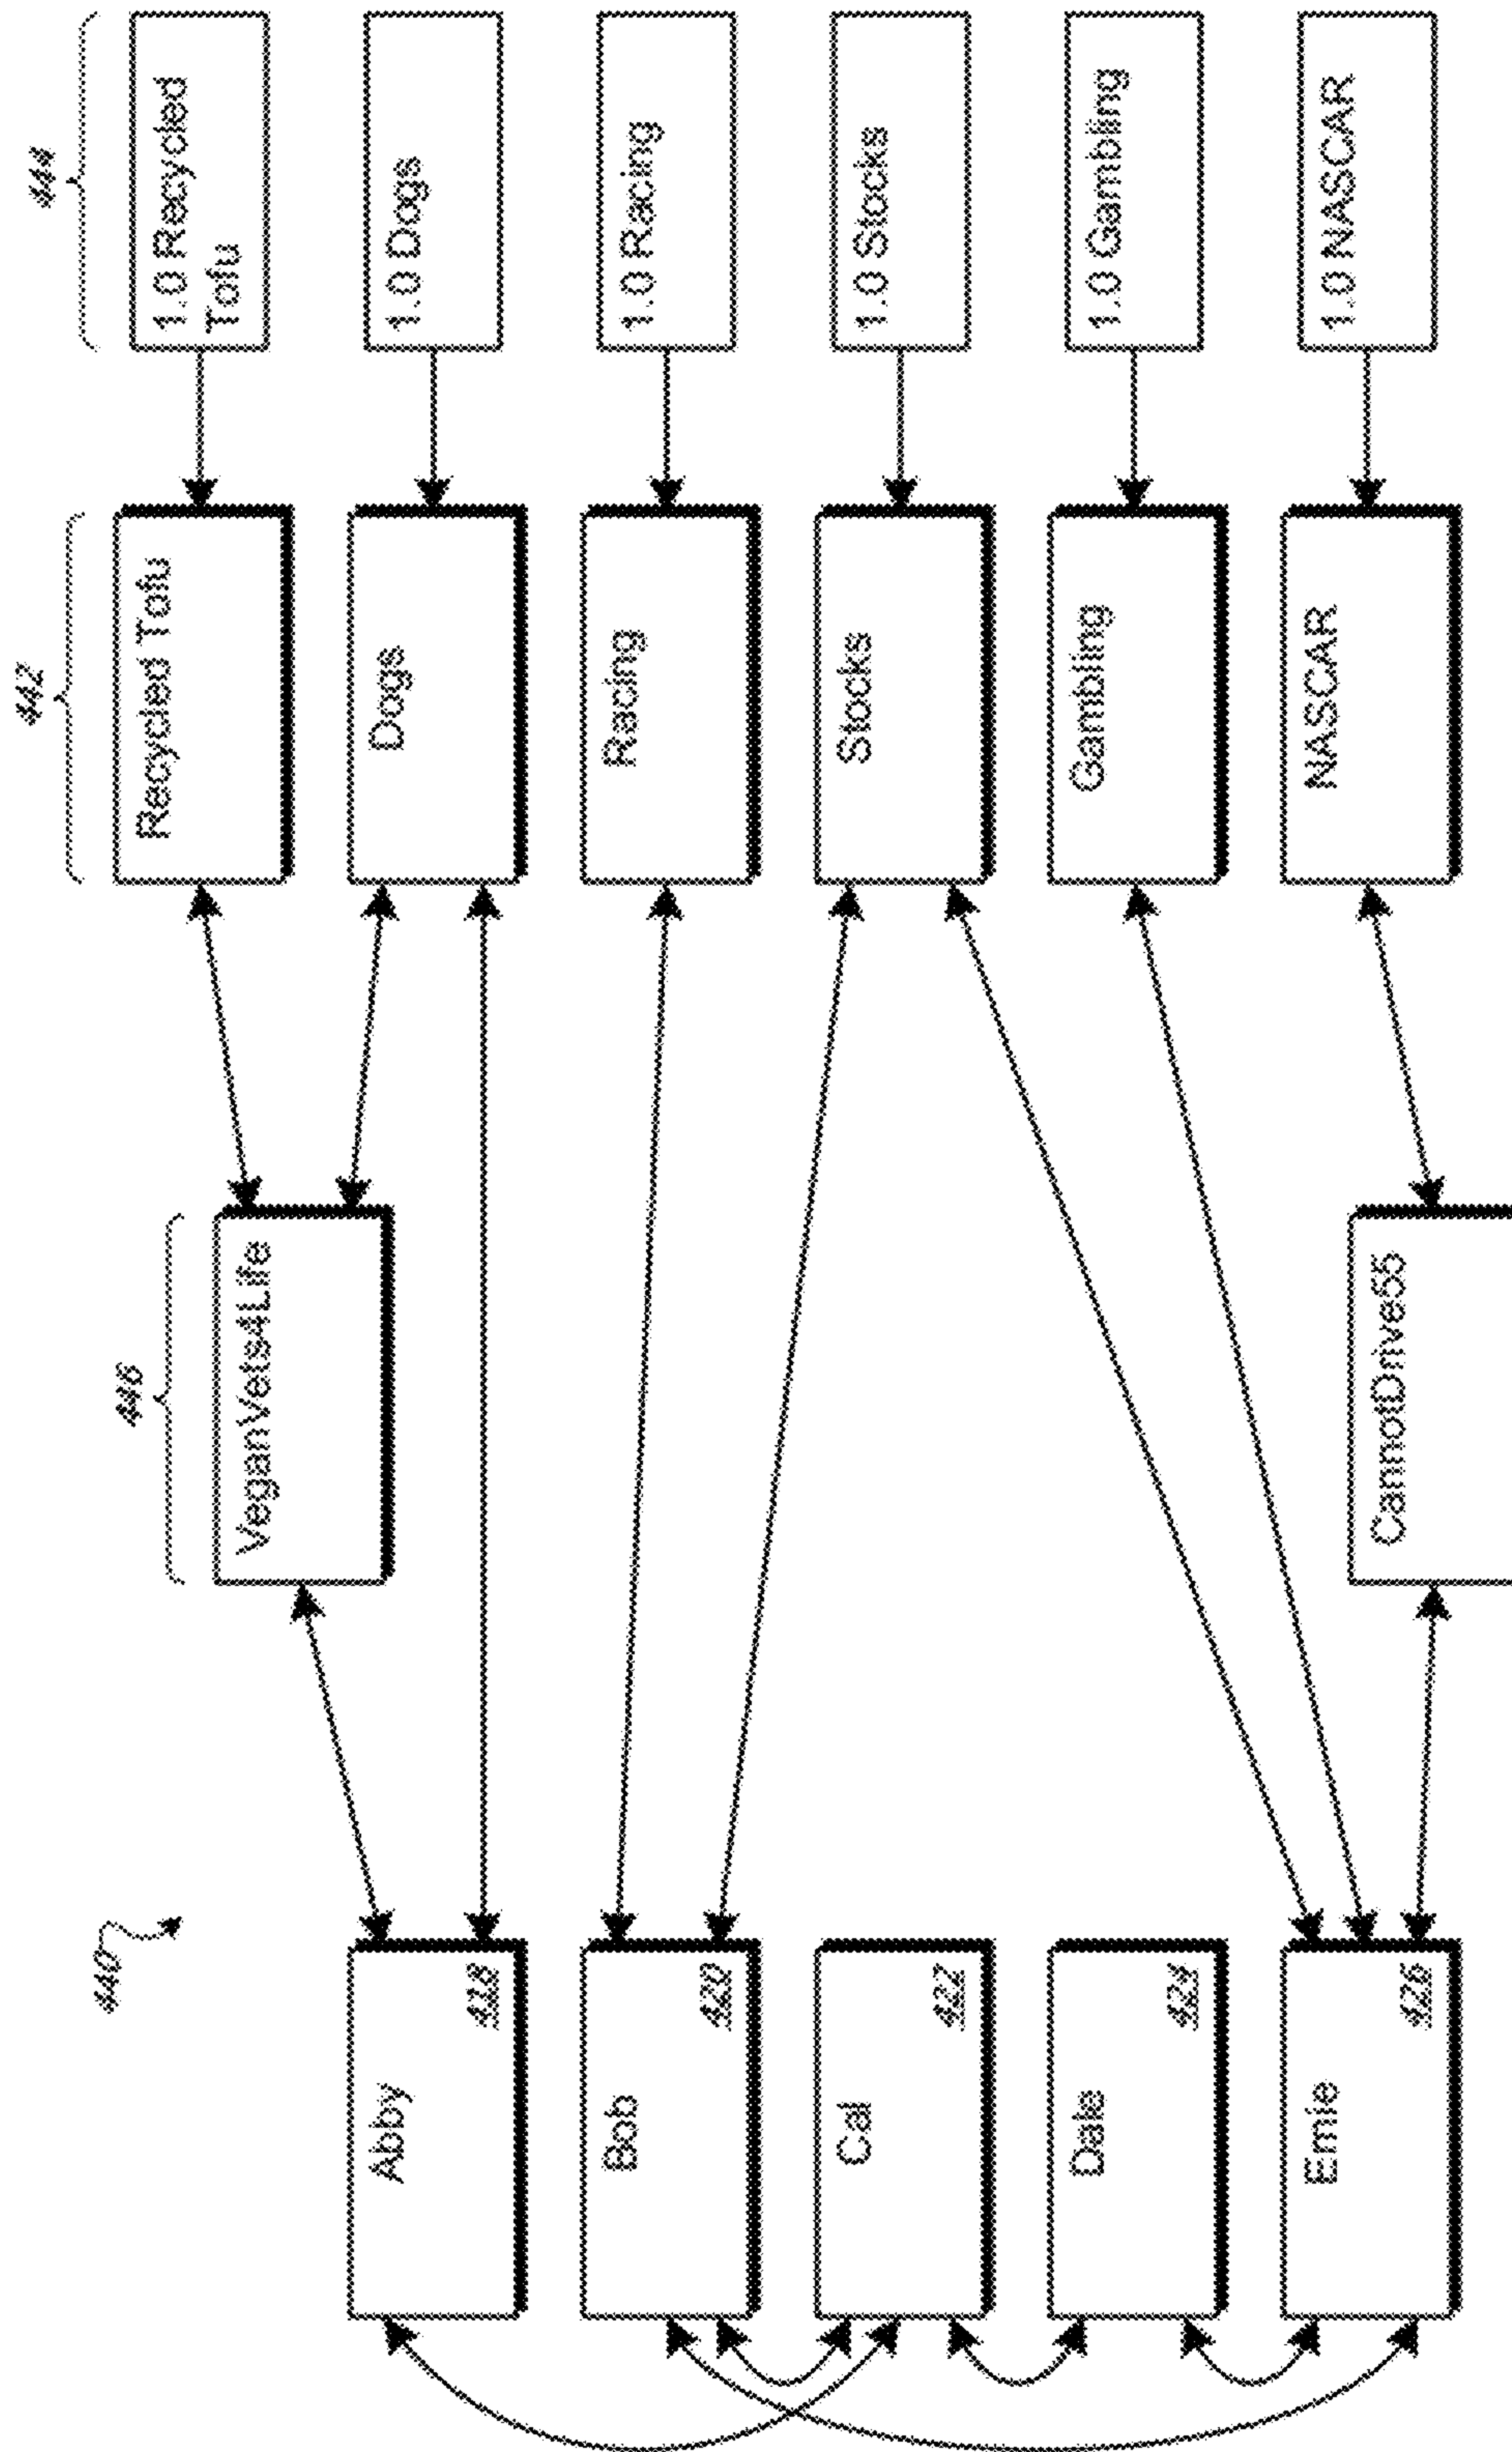 440
446
442
444
Recycled Tofu
1.0 Recycled
Tofu
VeganVets4Life
Abby
418
Dogs
1.0 Dogs
Bob
420
Racing
1.0 Racing
Cal
422
Stocks
1.0 Stocks
Dale
424
Gambling
1.0 Gambling
Ernie
426
CannotDrive55
NASCAR
1.0 NASCAR